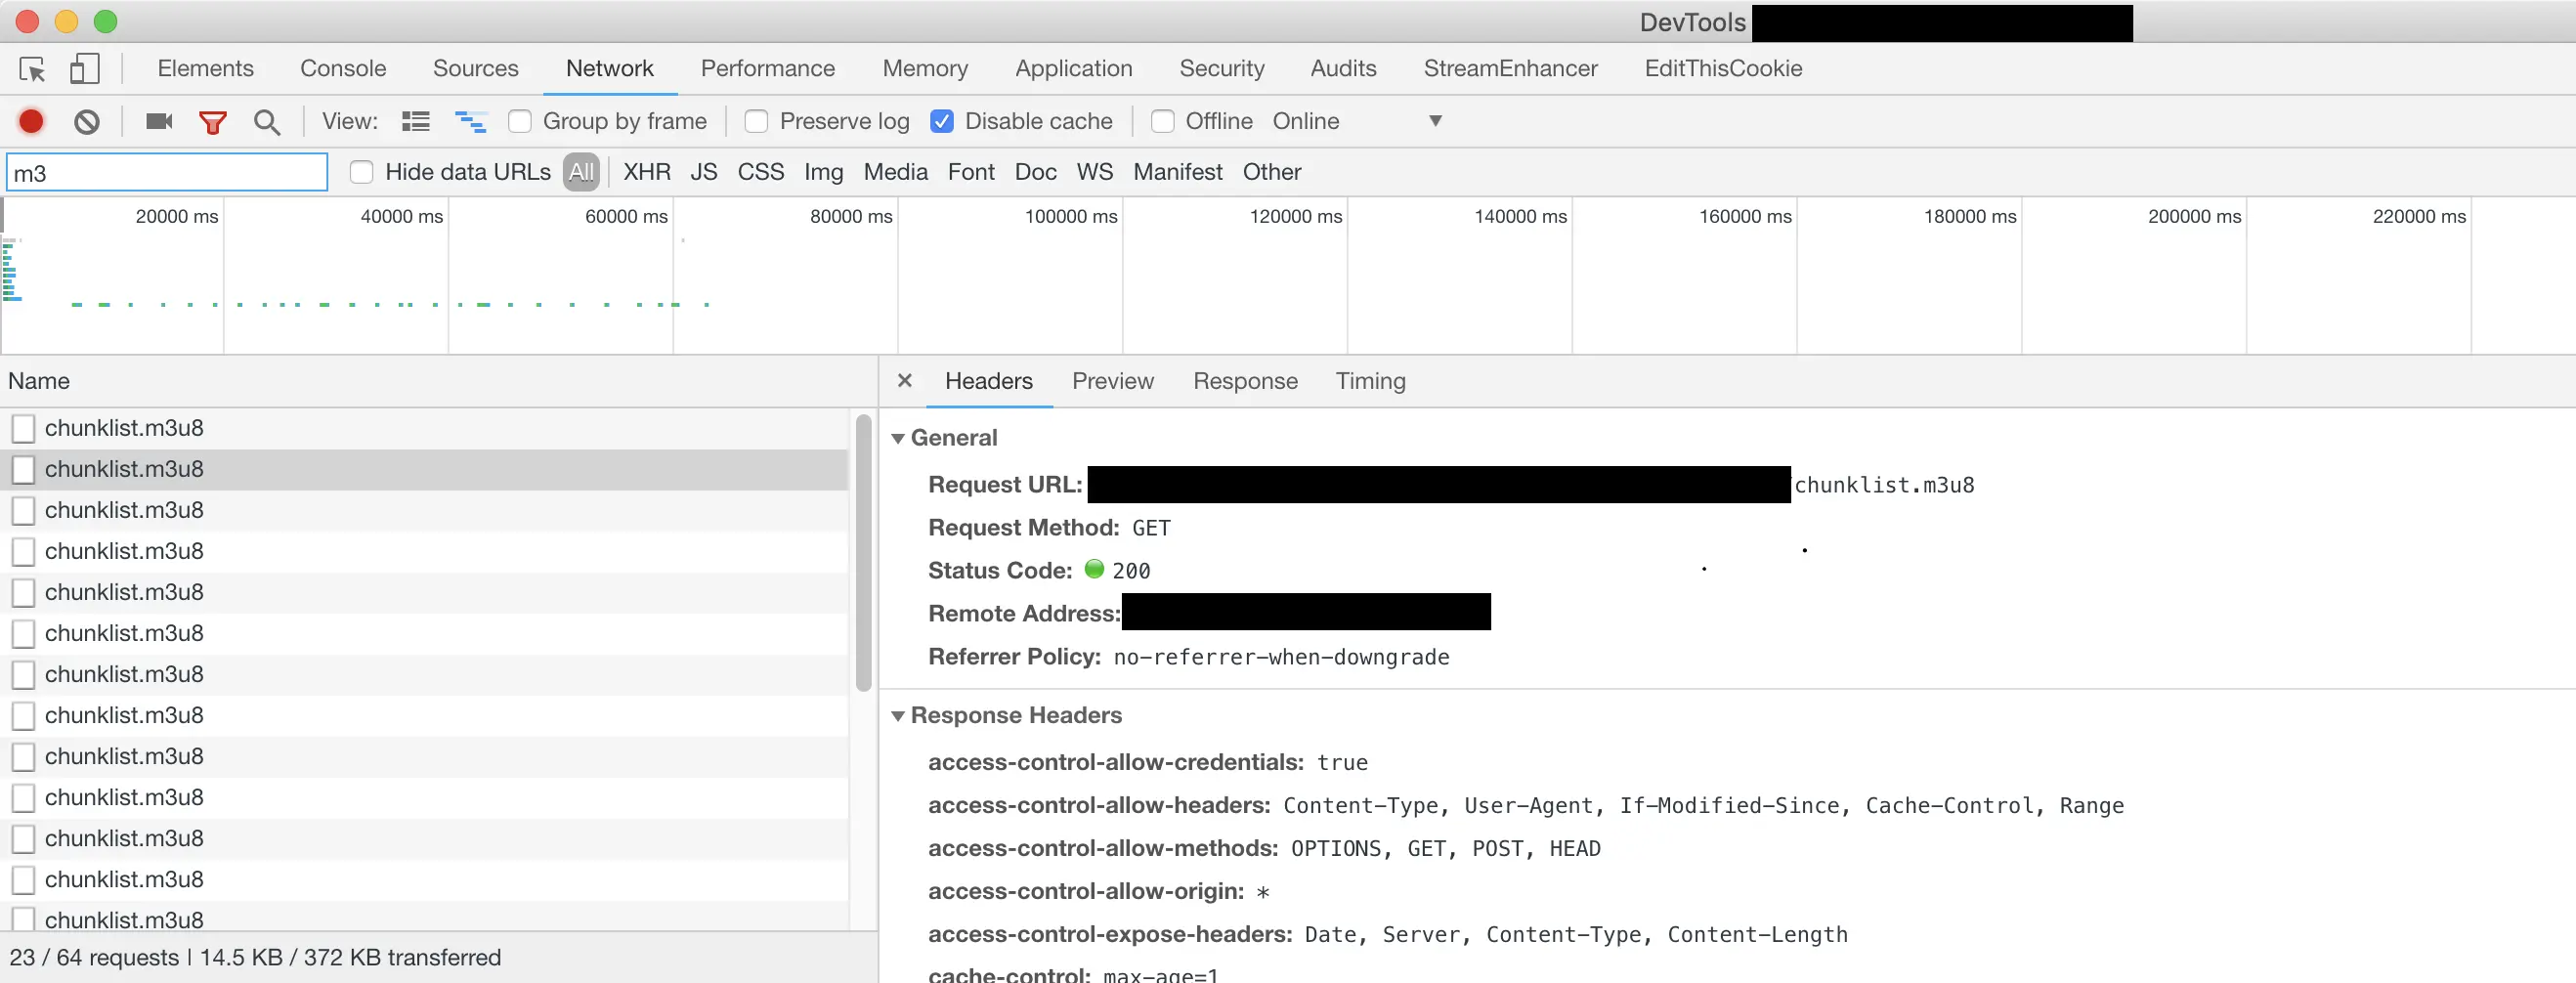 DevTools
Elements Console Sources Network Performance Memory Application Security Audits StreamEnhancer EditThisCookie
View: Group by frame Preserve log Disable cache Offline Online
m3 Hide data URLs All XHR JS CSS Img Media Font Doc WS Manifest Other
20000 ms 40000 ms 60000 ms 80000 ms 100000 ms 120000 ms 140000 ms 160000 ms 180000 ms 200000 ms 220000 ms
Name
chunklist.m3u8
chunklist.m3u8
chunklist.m3u8
chunklist.m3u8
chunklist.m3u8
chunklist.m3u8
chunklist.m3u8
chunklist.m3u8
chunklist.m3u8
chunklist.m3u8
chunklist.m3u8
chunklist.m3u8
chunklist.m3u8
23 / 64 requests | 14.5 KB / 372 KB transferred
Headers Preview Response Timing
General
Request URL: chunklist.m3u8
Request Method: GET
Status Code: 200
Remote Address:
Referrer Policy: no-referrer-when-downgrade
Response Headers
access-control-allow-credentials: true
access-control-allow-headers: Content-Type, User-Agent, If-Modified-Since, Cache-Control, Range
access-control-allow-methods: OPTIONS, GET, POST, HEAD
access-control-allow-origin: *
access-control-expose-headers: Date, Server, Content-Type, Content-Length
cache-control: max-age=1